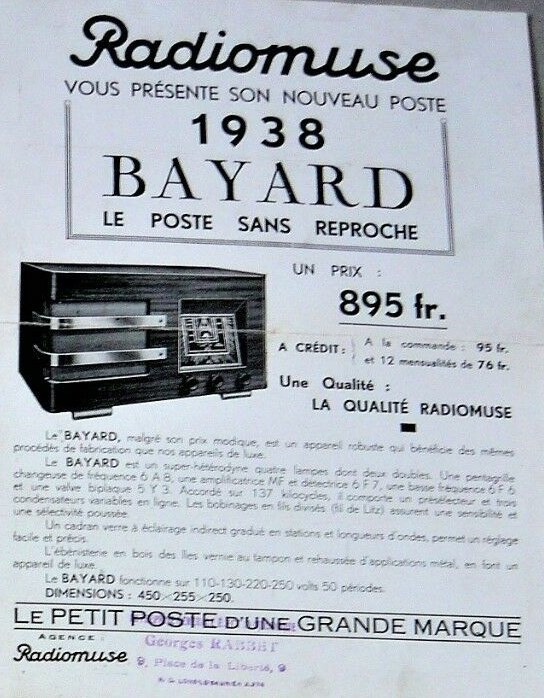 Radiomuse
VOUS PRÉSENTE SON NOUVEAU POSTE
1938
BAYARD
LE POSTE SANS REPROCHE
UN PRIX :
895 fr.
A CRÉDIT : A la commande : 95 fr.
et 12 mensualités de 76 fr.
Une Qualité :
LA QUALITÉ RADIOMUSE
Le BAYARD, malgré son prix modique, est un appareil robuste qui bénéficie des mêmes
procédés de fabrication que nos appareils de luxe.
Le BAYARD est un super-hétérodyne quatre lampes dont deux doubles. Une pentagrille
changeuse de fréquence 6 A 8, une amplificatrice MF et détectrice 6 F 7, une basse fréquence 6 F 6
et une valve biplaque 5 Y 3. Accordé sur 137 kilocycles, il comporte un présélecteur et trois
condensateurs variables en ligne. Les bobinages en fils divisés (fil de Litz) assurent une sensibilité et
une sélectivité poussée.
Un cadran verre à éclairage indirect gradué en stations et longueurs d'ondes, permet un réglage
facile et précis.
L'ébénisterie en bois des Iles vernie au tampon et rehaussée d'applications métal, en font un
appareil de luxe.
Le BAYARD fonctionne sur 110-130-220-250 volts 50 périodes.
DIMENSIONS : 450×255×250.
LE PETIT POSTE D'UNE GRANDE MARQUE
AGENCE :
Radiomuse
Georges RABBET
9, Place de la Liberté, 9